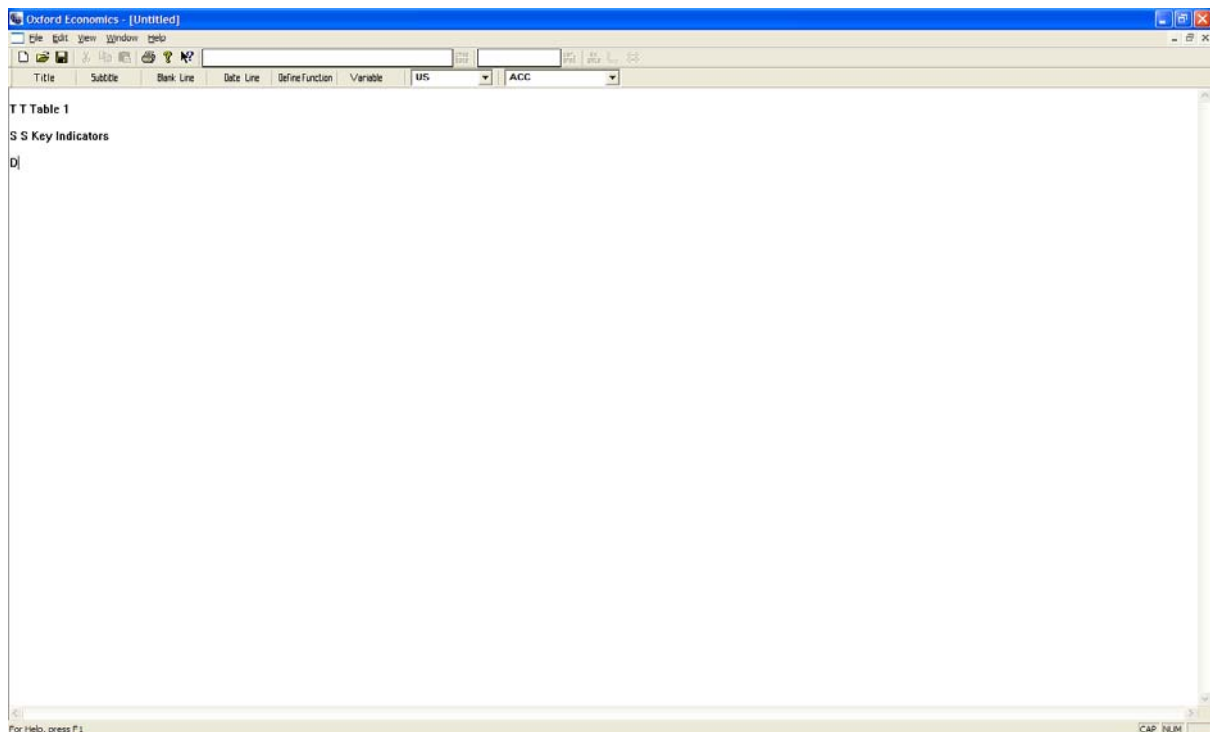 Oxford Economics - [Untitled]
File Edit View Window Help
Title Subtitle Blank Line Date Line Define Function Variable US ACC
T T Table 1
S S Key Indicators
D
For Help, press F1
CAP NUM